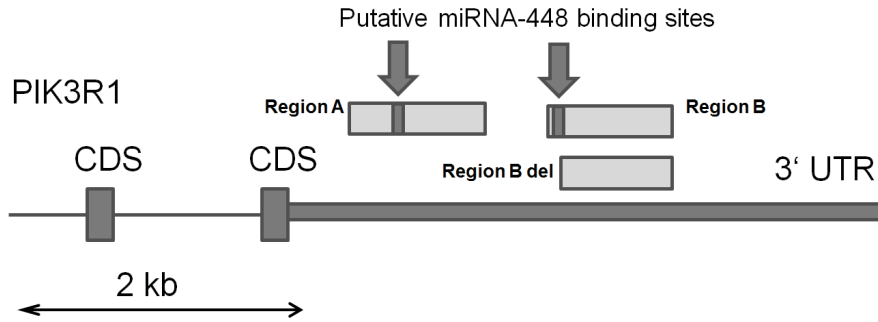 Putative miRNA-448 binding sites
PIK3R1
Region A
Region B
CDS
CDS
Region B del
3‘ UTR
2 kb